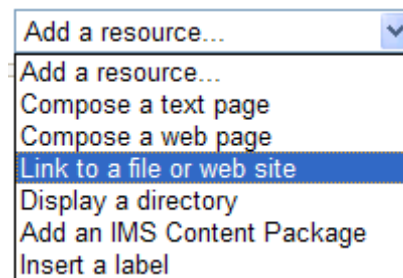 Add a resource...
Add a resource...
Compose a text page
Compose a web page
Link to a file or web site
Display a directory
Add an IMS Content Package
Insert a label